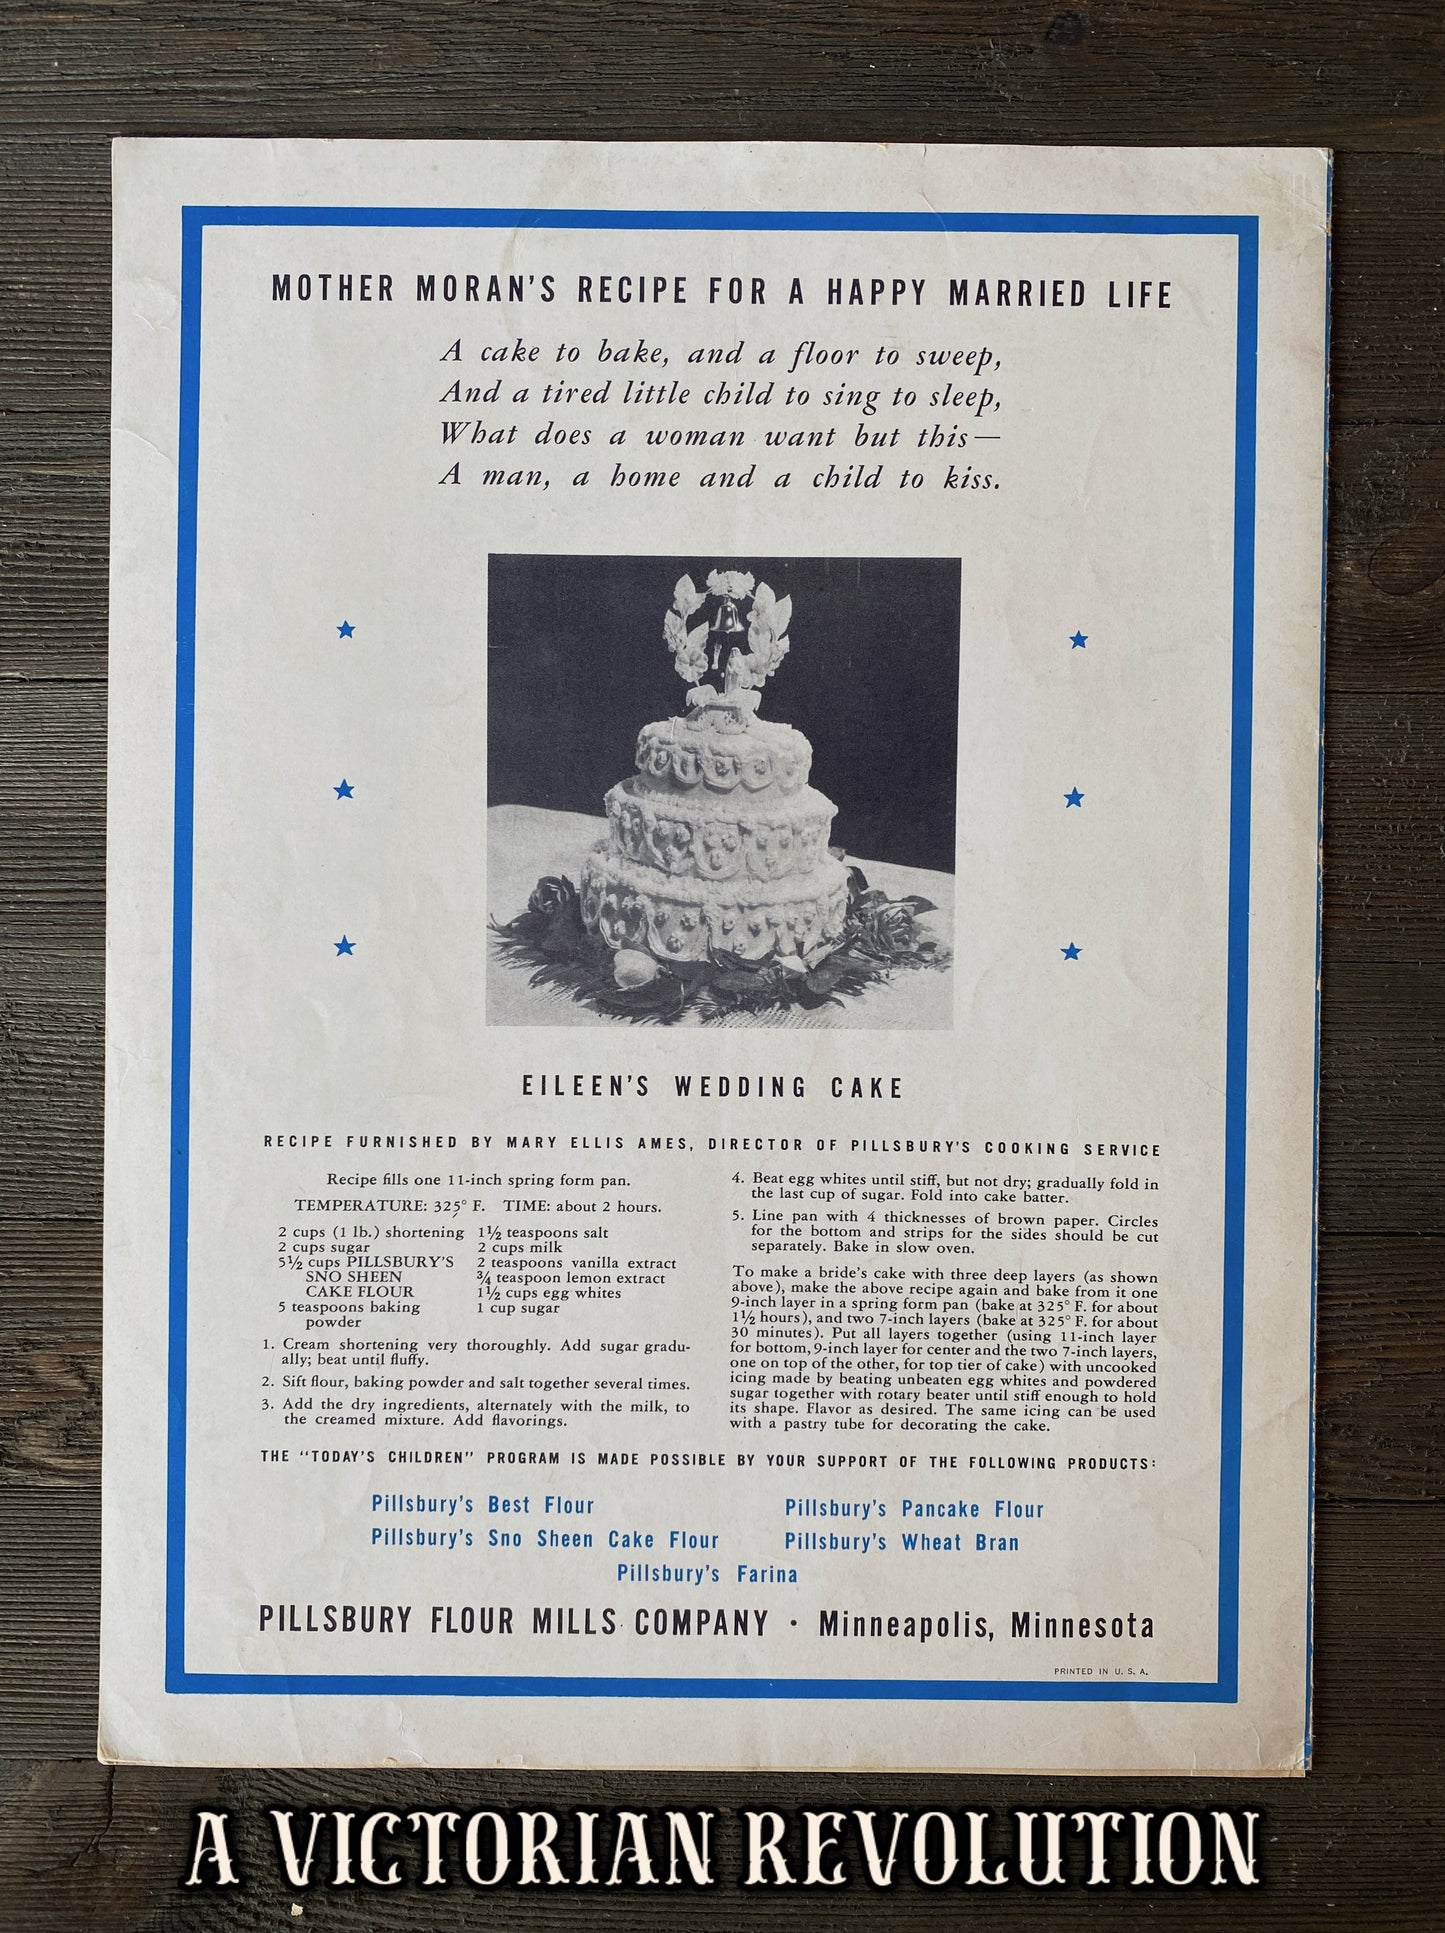 MOTHER MORAN'S RECIPE FOR A HAPPY MARRIED LIFE
A cake to bake, and a floor to sweep,
And a tired little child to sing to sleep,
What does a woman want but this—
A man, a home and a child to kiss.
EILEEN'S WEDDING CAKE
RECIPE FURNISHED BY MARY ELLIS AMES, DIRECTOR OF PILLSBURY'S COOKING SERVICE
Recipe fills one 11-inch spring form pan.
TEMPERATURE: 325° F. TIME: about 2 hours.
2 cups (1 lb.) shortening
2 cups sugar
5½ cups PILLSBURY'S
SNO SHEEN
CAKE FLOUR
5 teaspoons baking
powder
1½ teaspoons salt
2 cups milk
2 teaspoons vanilla extract
¾ teaspoon lemon extract
1½ cups egg whites
1 cup sugar
1. Cream shortening very thoroughly. Add sugar gradu-
ally; beat until fluffy.
2. Sift flour, baking powder and salt together several times.
3. Add the dry ingredients, alternately with the milk, to
the creamed mixture. Add flavorings.
4. Beat egg whites until stiff, but not dry; gradually fold in
the last cup of sugar. Fold into cake batter.
5. Line pan with 4 thicknesses of brown paper. Circles
for the bottom and strips for the sides should be cut
separately. Bake in slow oven.
To make a bride's cake with three deep layers (as shown
above), make the above recipe again and bake from it one
9-inch layer in a spring form pan (bake at 325° F. for about
1½ hours), and two 7-inch layers (bake at 325° F. for about
30 minutes). Put all layers together (using 11-inch layer
for bottom, 9-inch layer for center and the two 7-inch layers,
one on top of the other, for top tier of cake) with uncooked
icing made by beating unbeaten egg whites and powdered
sugar together with rotary beater until stiff enough to hold
its shape. Flavor as desired. The same icing can be used
with a pastry tube for decorating the cake.
THE "TODAY'S CHILDREN" PROGRAM IS MADE POSSIBLE BY YOUR SUPPORT OF THE FOLLOWING PRODUCTS:
Pillsbury's Best Flour
Pillsbury's Pancake Flour
Pillsbury's Sno Sheen Cake Flour
Pillsbury's Wheat Bran
Pillsbury's Farina
PILLSBURY FLOUR MILLS COMPANY · Minneapolis, Minnesota
PRINTED IN U. S. A.
A VICTORIAN REVOLUTION